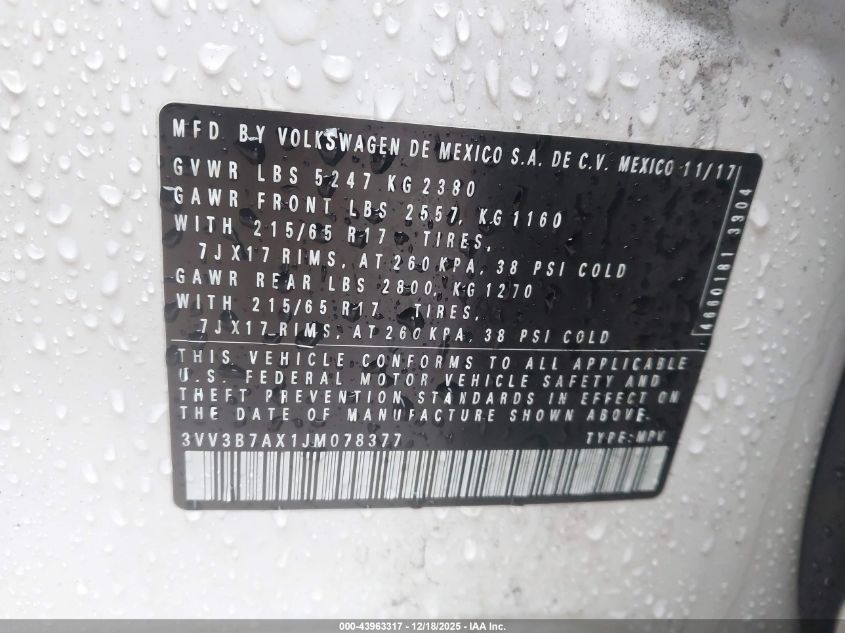 MFD. BY VOLKSWAGEN DE MEXICO S.A. DE C.V. MEXICO 11/17
GVWR LBS 5247 KG 2380
GAWR FRONT LBS 2557, KG 1160
WITH 215/65 R17 TIRES,
7JX17 RIMS, AT 260 KPA, 38 PSI COLD
GAWR REAR LBS 2800, KG 1270
WITH 215/65 R17 TIRES,
7JX17 RIMS, AT 260 KPA, 38 PSI COLD
THIS VEHICLE CONFORMS TO ALL APPLICABLE
U.S. FEDERAL MOTOR VEHICLE SAFETY AND
THEFT PREVENTION STANDARDS IN EFFECT ON
THE DATE OF MANUFACTURE SHOWN ABOVE.
3VV3B7AX1JM078377 TYPE: MPV
4660181 3304
000-43963317 - 12/18/2025 - IAA Inc.